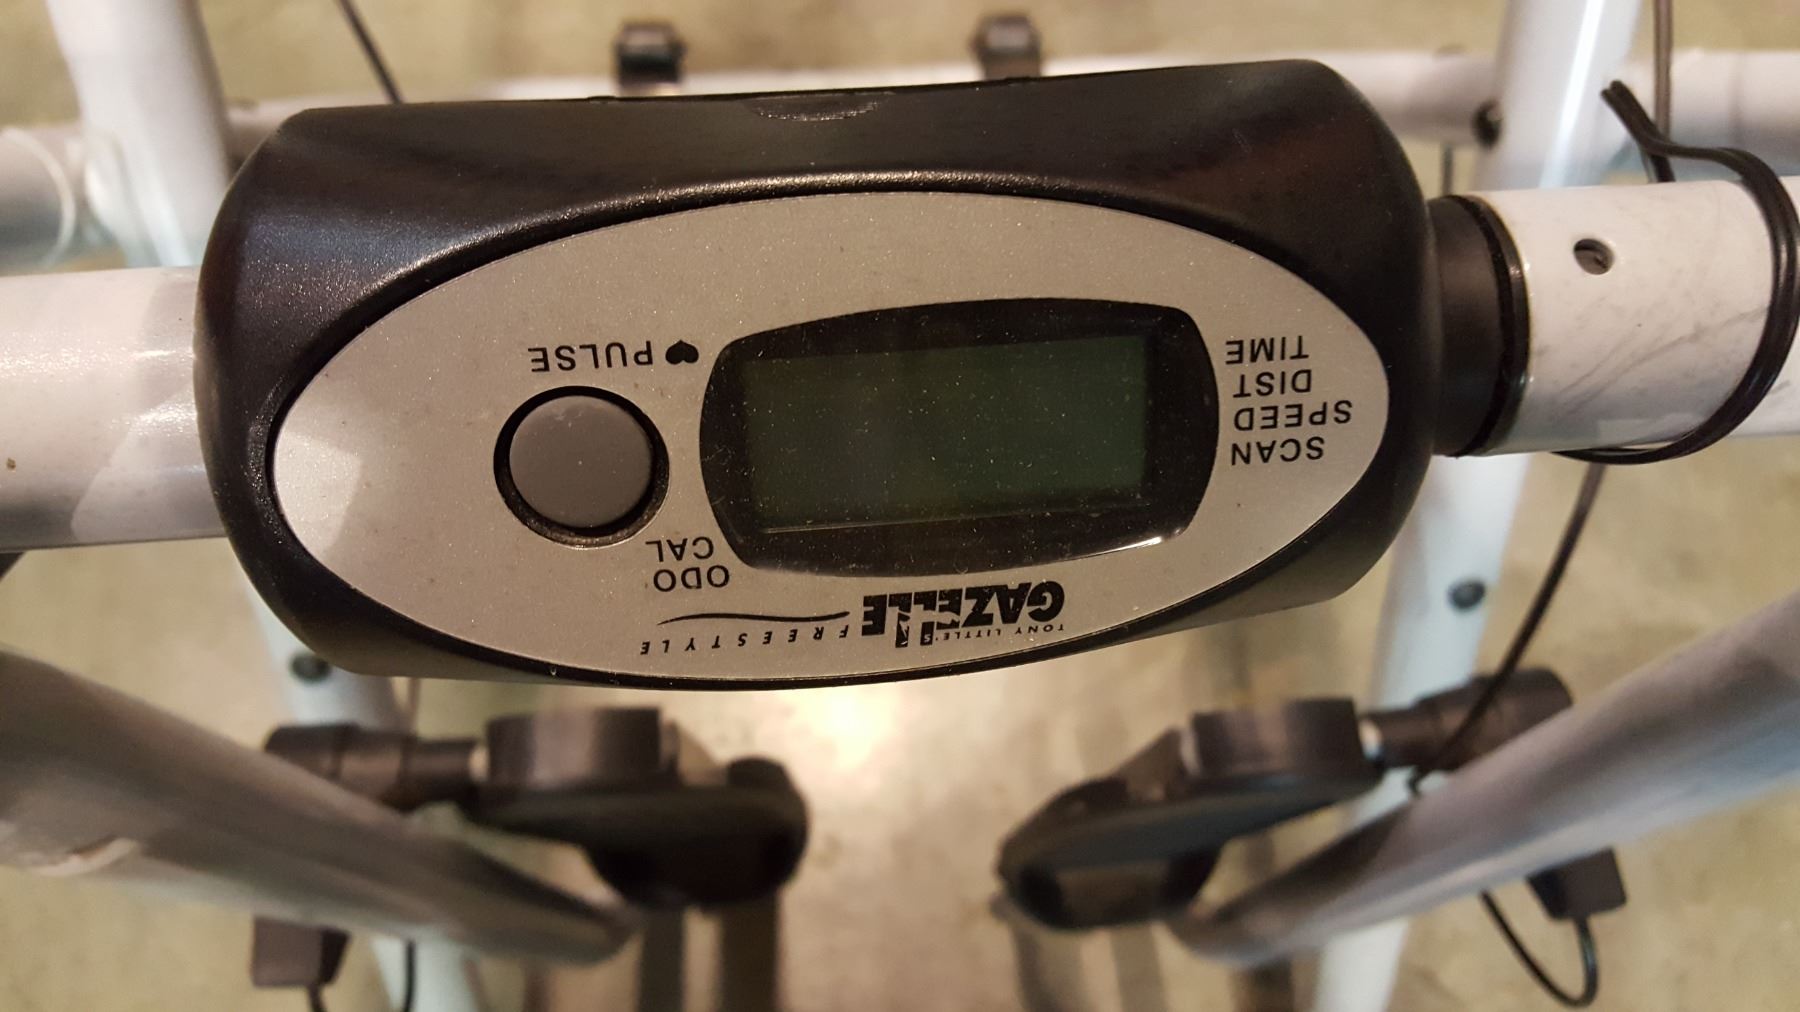 TONY LITTLE'S
GAZELLE FREESTYLE
SCAN
SPEED
DIST
TIME
ODO
CAL
PULSE